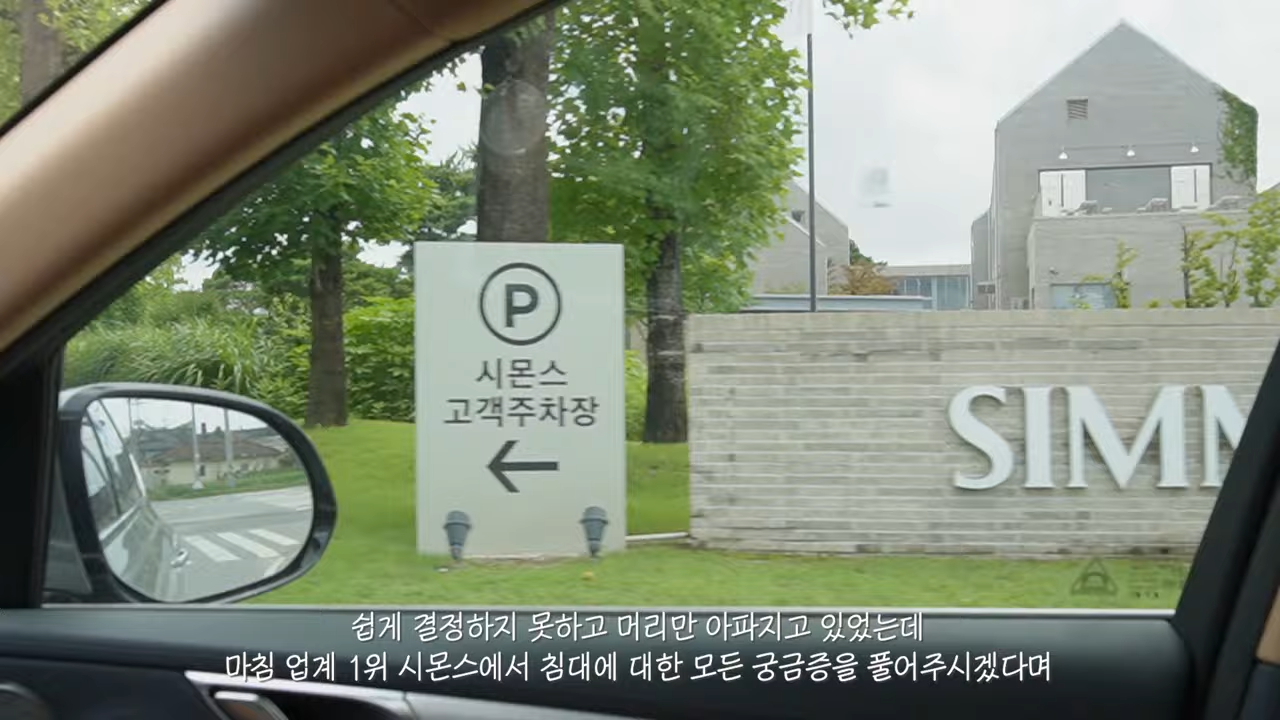 P
시몬스
고객주차장
←
SIMM
쉽게 결정하지 못하고 머리만 아파지고 있었는데
마침 업계 1위 시몬스에서 침대에 대한 모든 궁금증을 풀어주시겠다며